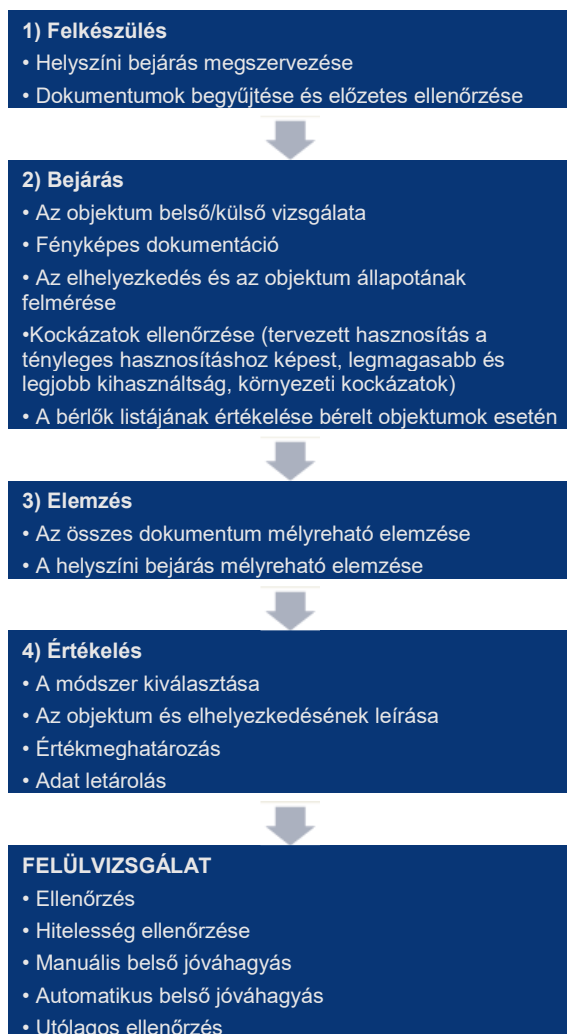 1) Felkészülés
• Helyszíni bejárás megszervezése
• Dokumentumok begyűjtése és előzetes ellenőrzése
2) Bejárás
• Az objektum belső/külső vizsgálata
• Fényképes dokumentáció
• Az elhelyezkedés és az objektum állapotának
felmérése
•Kockázatok ellenőrzése (tervezett hasznosítás a
tényleges hasznosításhoz képest, legmagasabb és
legjobb kihasználtság, környezeti kockázatok)
• A bérlők listájának értékelése bérelt objektumok esetén
3) Elemzés
• Az összes dokumentum mélyreható elemzése
• A helyszíni bejárás mélyreható elemzése
4) Értékelés
• A módszer kiválasztása
• Az objektum és elhelyezkedésének leírása
• Értékmeghatározás
• Adat letárolás
FELÜLVIZSGÁLAT
• Ellenőrzés
• Hitelesség ellenőrzése
• Manuális belső jóváhagyás
• Automatikus belső jóváhagyás
• Utólagos ellenőrzés